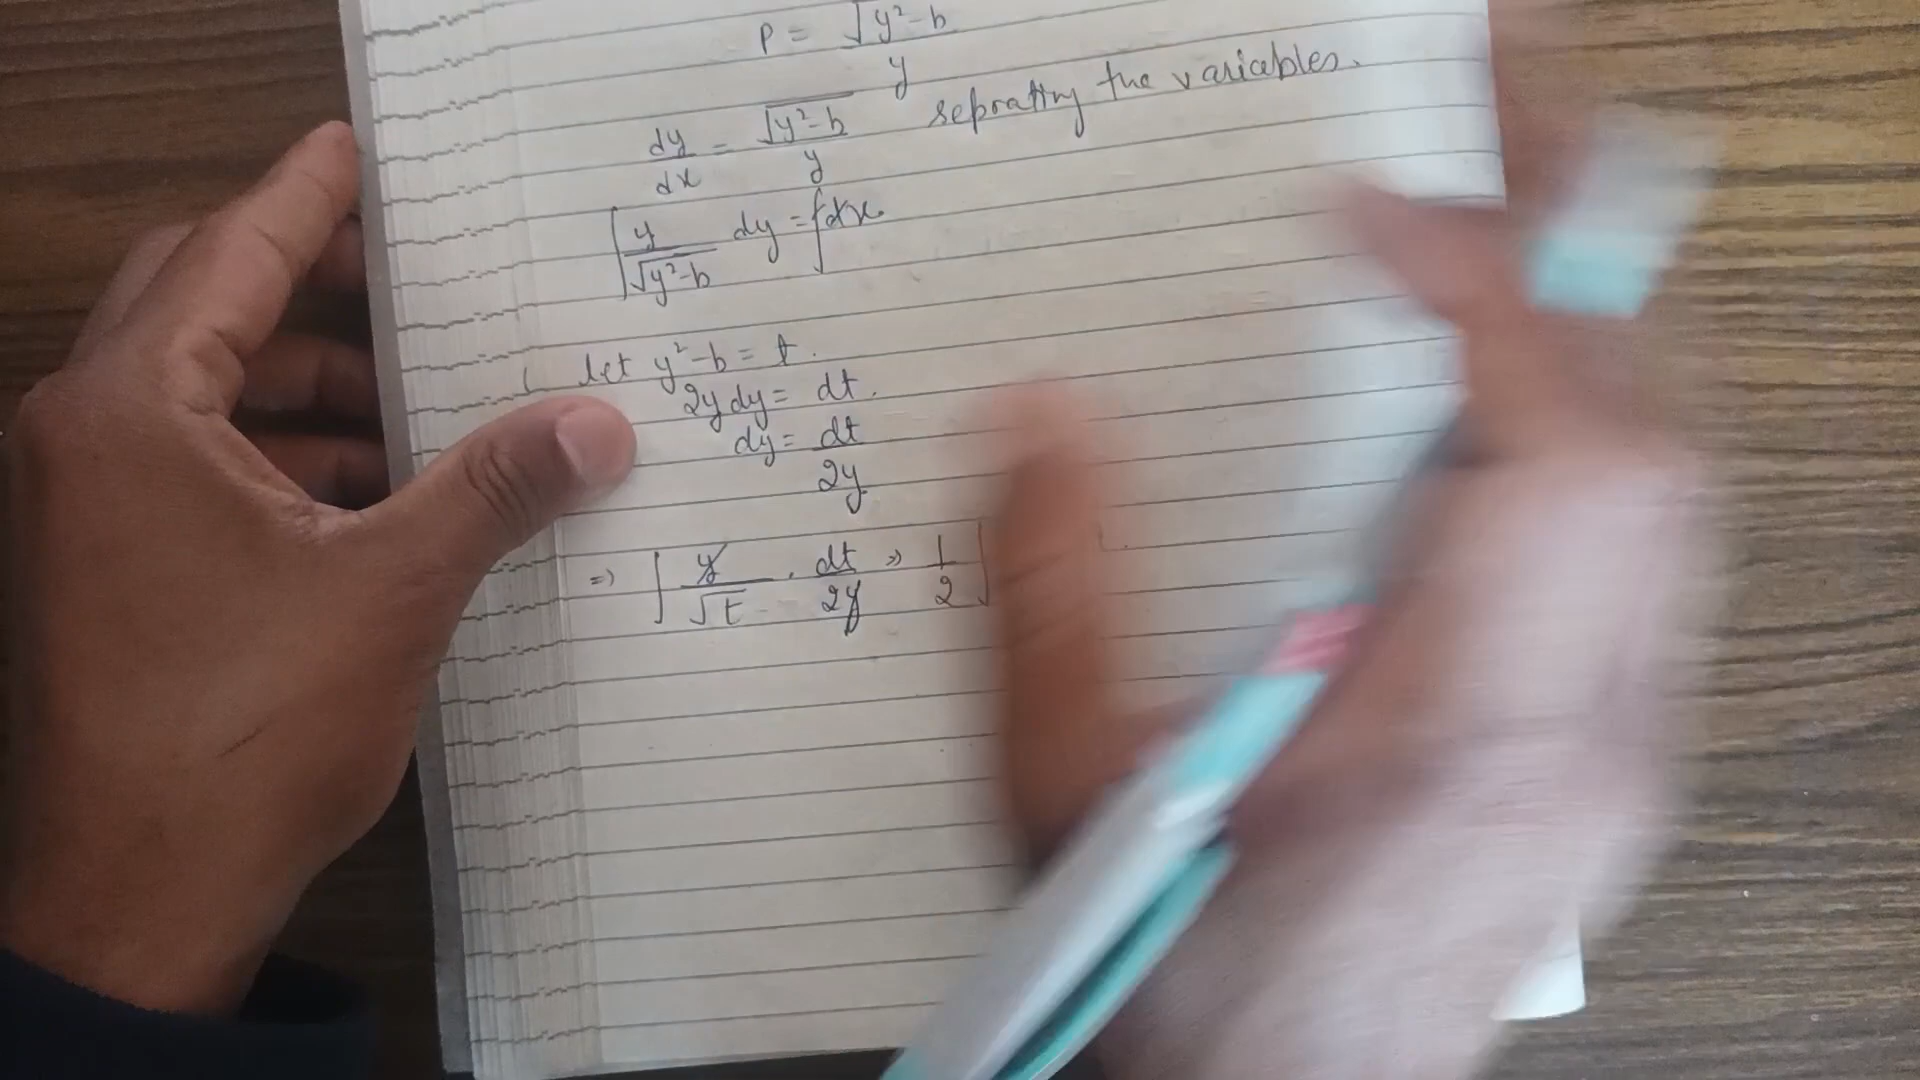 P = √y²-b / y
dy/dx = √y²-b / y seprating the variables.
∫ y/√y²-b dy = ∫dx
let y²-b = t.
2y dy = dt.
dy = dt/2y
⇒ ∫ y/√t . dt/2y ⇒ 1/2 ∫